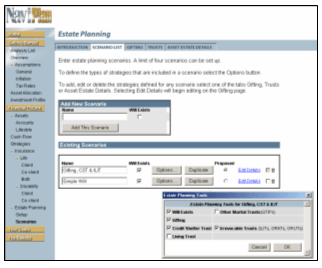 Estate Planning
INTRODUCTION SCENARIO LIST GIFTING TRUSTS ASSET ESTATE DETAILS
Enter estate planning scenarios. A limit of four scenarios can be set up.
To define the types of strategies that are included in a scenario select the Options button.
To add, edit or delete the strategies defined for any scenario select one of the tabs Gifting, Trusts
or Asset Estate Details. Selecting Edit Details will begin editing on the Gifting page.
Analysis List
Overview
Assumptions
General
Inflation
Tax Rates
Asset Allocation
Investment Profile
Assets
Accounts
Lifestyle
Cash Flow
Strategies
Insurance
Life
Client
Co-client
Both
Disability
Client
Co-client
Estate Planning
Setup
Scenarios
Add New Scenario
Name Will Exists
Add This Scenario
Existing Scenarios
Name Will Exists Proposed
Gifting, CST & ILIT Options Duplicate Edit Details
Simple Will Options Duplicate Edit Details
Estate Planning Tools
Estate Planning Tools for Gifting, CST & ILIT
Will Exists Other Marital Trusts (QTIPs)
Gifting
Credit Shelter Trust Irrevocable Trusts
Living Trust
Cancel OK